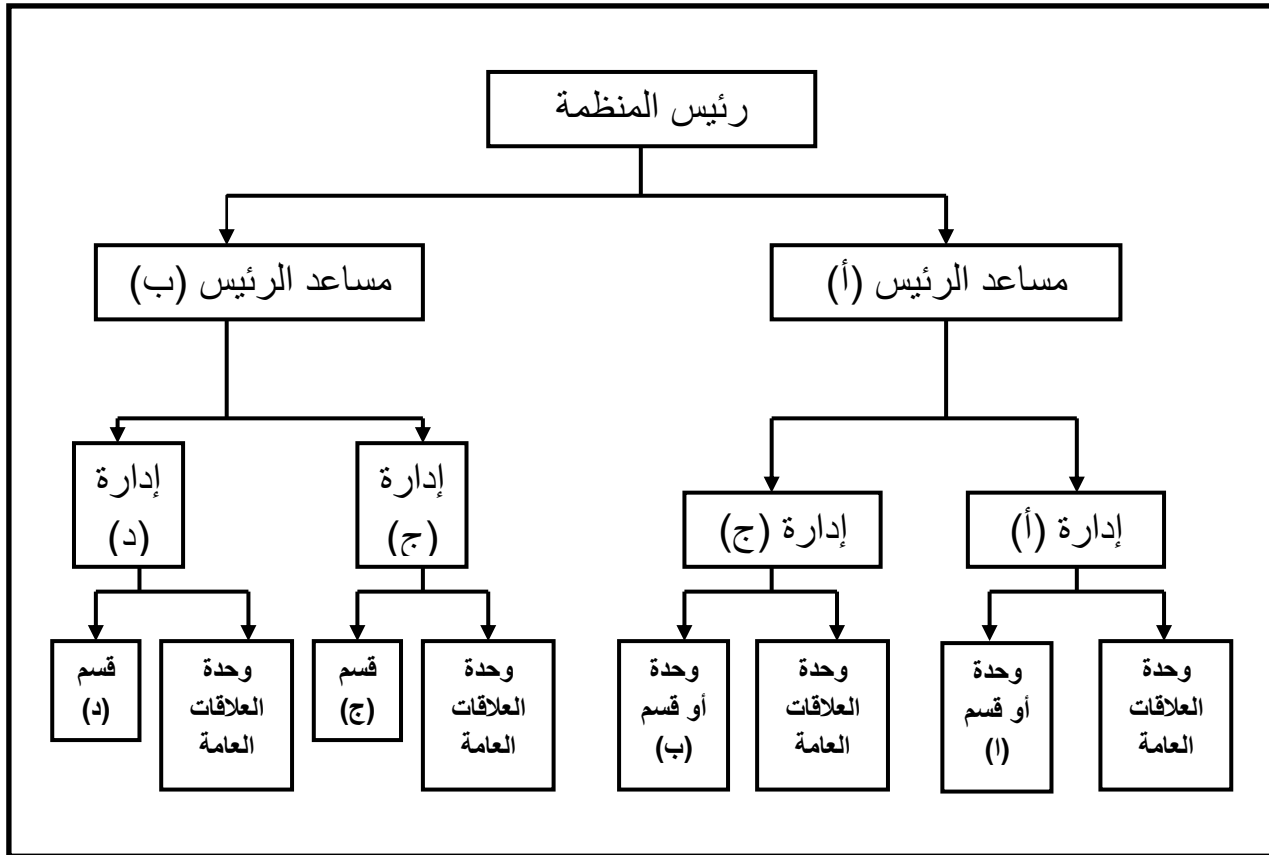 رئيس المنظمة
مساعد الرئيس (أ)
مساعد الرئيس (ب)
إدارة (أ)
إدارة (ج)
إدارة
(ج)
إدارة
(د)
وحدة
العلاقات
العامة
وحدة
أو قسم
(ا)
وحدة
العلاقات
العامة
وحدة
أو قسم
(ب)
وحدة
العلاقات
العامة
قسم
(ج)
وحدة
العلاقات
العامة
قسم
(د)